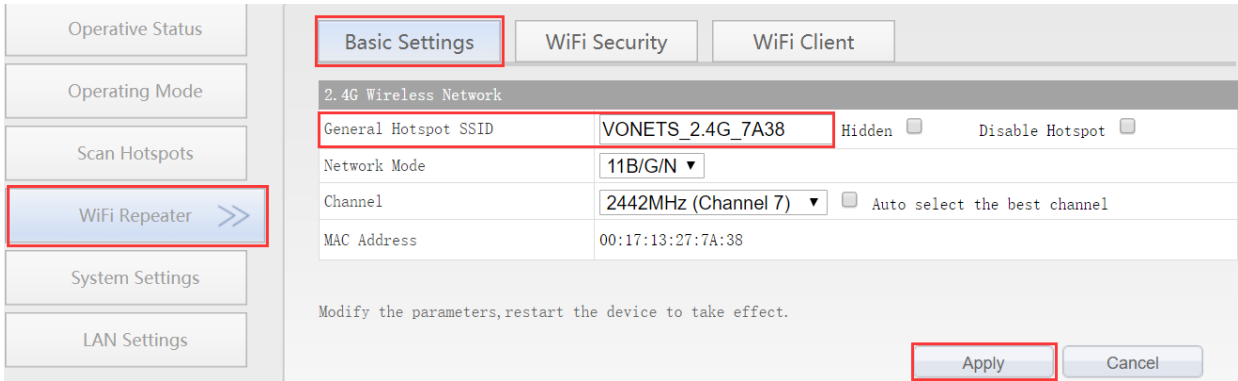 Operative Status
Operating Mode
Scan Hotspots
WiFi Repeater
System Settings
LAN Settings
Basic Settings WiFi Security WiFi Client
2.4G Wireless Network
General Hotspot SSID VONETS_2.4G_7A38 Hidden Disable Hotspot
Network Mode 11B/G/N
Channel 2442MHz (Channel 7) Auto select the best channel
MAC Address 00:17:13:27:7A:38
Modify the parameters,restart the device to take effect.
Apply Cancel